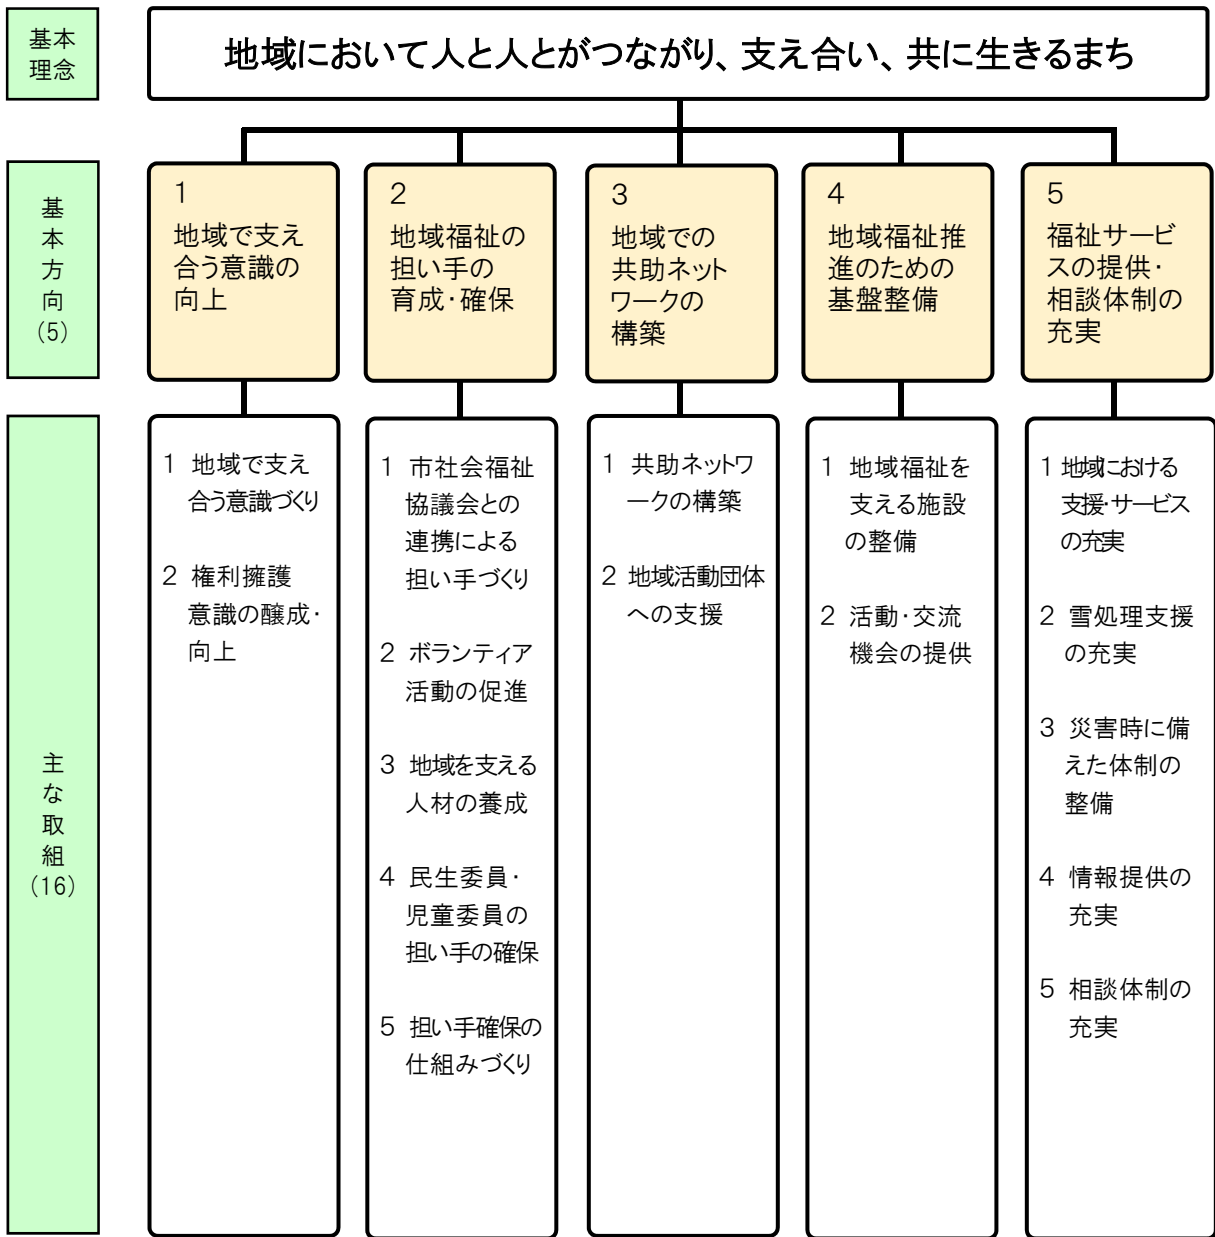 基本
理念
地域において人と人とがつながり、支え合い、共に生きるまち
基
本
方
向
(5)
1
地域で支え
合う意識の
向上
2
地域福祉の
担い手の
育成・確保
3
地域での
共助ネット
ワークの
構築
4
地域福祉推
進のための
基盤整備
5
福祉サービ
スの提供・
相談体制の
充実
主
な
取
組
(16)
1 地域で支え
合う意識づくり
2 権利擁護
意識の醸成・
向上
1 市社会福祉
協議会との
連携による
担い手づくり
2 ボランティア
活動の促進
3 地域を支える
人材の養成
4 民生委員・
児童委員の
担い手の確保
5 担い手確保の
仕組みづくり
1 共助ネットワ
ークの構築
2 地域活動団体
への支援
1 地域福祉を
支える施設
の整備
2 活動・交流
機会の提供
1 地域における
支援・サービス
の充実
2 雪処理支援
の充実
3 災害時に備
えた体制の
整備
4 情報提供の
充実
5 相談体制の
充実